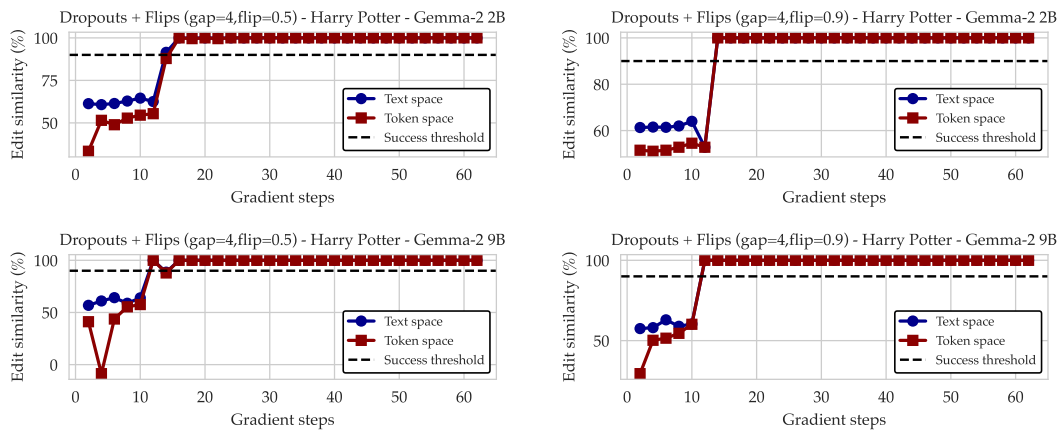 Dropouts + Flips (gap=4,flip=0.5) - Harry Potter - Gemma-2 2B
Edit similarity (%)
100
75
50
0 10 20 30 40 50 60
Gradient steps
Text space
Token space
Success threshold
Dropouts + Flips (gap=4,flip=0.9) - Harry Potter - Gemma-2 2B
Edit similarity (%)
100
80
60
0 10 20 30 40 50 60
Gradient steps
Text space
Token space
Success threshold
Dropouts + Flips (gap=4,flip=0.5) - Harry Potter - Gemma-2 9B
Edit similarity (%)
100
50
0
0 10 20 30 40 50 60
Gradient steps
Text space
Token space
Success threshold
Dropouts + Flips (gap=4,flip=0.9) - Harry Potter - Gemma-2 9B
Edit similarity (%)
100
50
0 10 20 30 40 50 60
Gradient steps
Text space
Token space
Success threshold